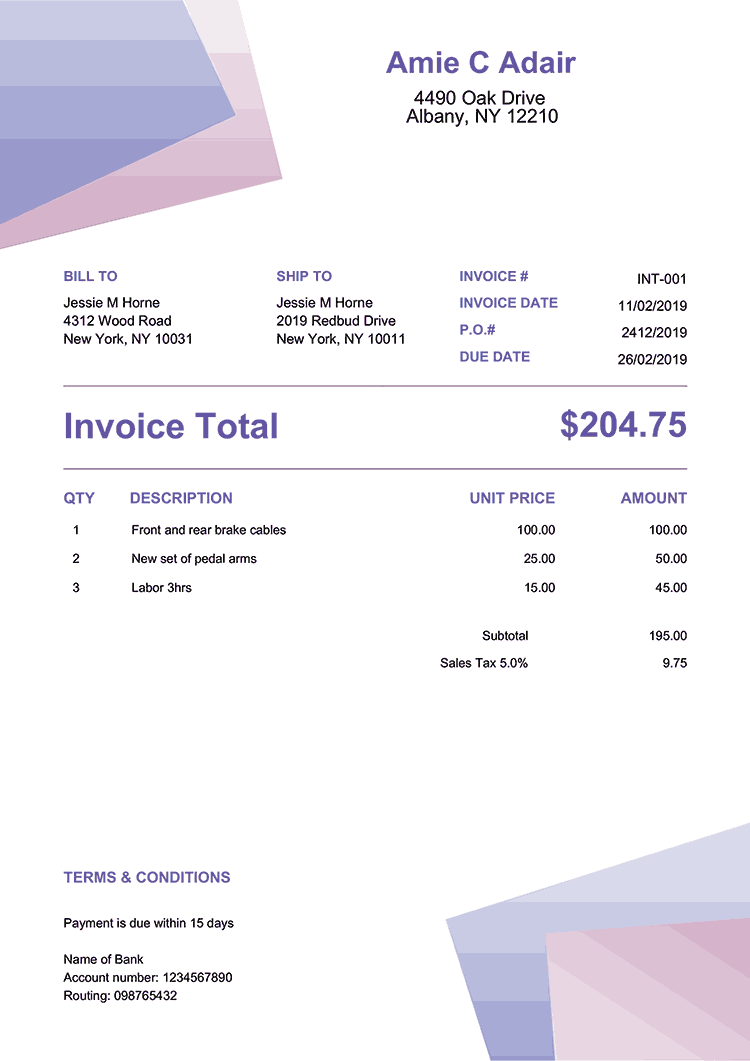 Amie C Adair
4490 Oak Drive
Albany, NY 12210
BILL TO
Jessie M Horne
4312 Wood Road
New York, NY 10031
SHIP TO
Jessie M Horne
2019 Redbud Drive
New York, NY 10011
INVOICE # INT-001
INVOICE DATE 11/02/2019
P.O.# 2412/2019
DUE DATE 26/02/2019
Invoice Total $204.75
QTY DESCRIPTION UNIT PRICE AMOUNT
1 Front and rear brake cables 100.00 100.00
2 New set of pedal arms 25.00 50.00
3 Labor 3hrs 15.00 45.00
Subtotal 195.00
Sales Tax 5.0% 9.75
TERMS & CONDITIONS
Payment is due within 15 days
Name of Bank
Account number: 1234567890
Routing: 098765432